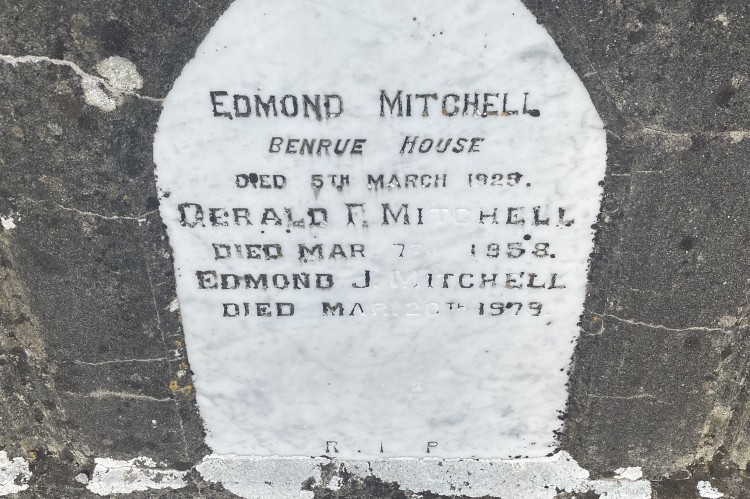 EDMOND MITCHELL
BENRUE HOUSE
DIED 5TH MARCH 1929.
GERALD F. MITCHELL
DIED MAR 7TH 1958.
EDMOND J. MITCHELL
DIED MAR. 20TH 1979.
R. I. P.